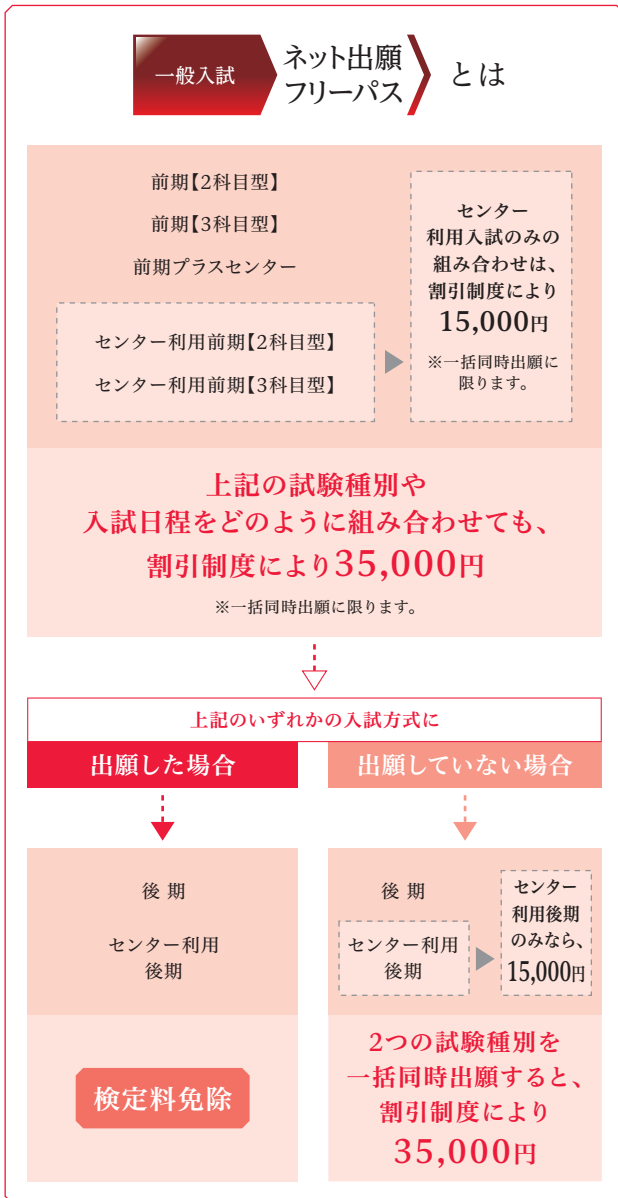 一般入試
ネット出願
フリーパス
とは
前期【2科目型】
前期【3科目型】
前期プラスセンター
センター利用前期【2科目型】
センター利用前期【3科目型】
センター
利用入試のみの
組み合わせは、
割引制度により
15,000円
※一括同時出願に
限ります。
上記の試験種別や
入試日程をどのように組み合わせても、
割引制度により35,000円
※一括同時出願に限ります。
上記のいずれかの入試方式に
出願した場合
後 期
センター利用
後期
検定料免除
出願していない場合
後 期
センター利用
後期
センター
利用後期
のみなら、
15,000円
2つの試験種別を
一括同時出願すると、
割引制度により
35,000円